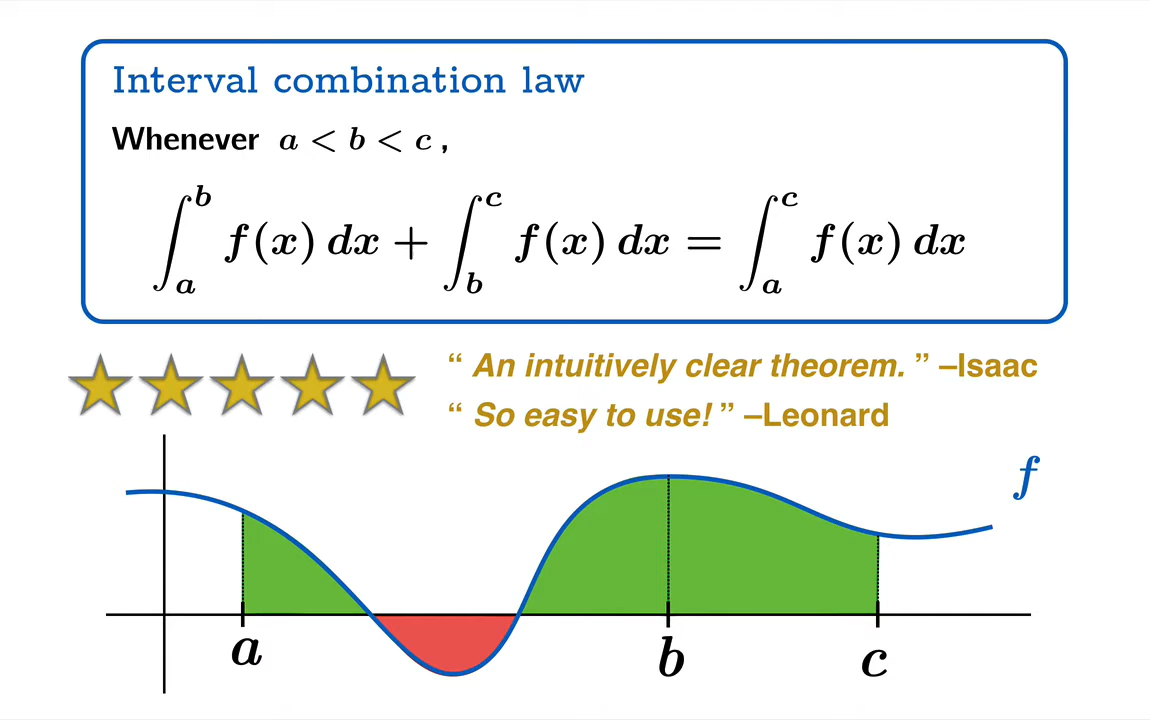 Interval combination law
Whenever a < b < c ,
∫_a^b f(x) dx + ∫_b^c f(x) dx = ∫_a^c f(x) dx
“ An intuitively clear theorem. ” –Isaac
“ So easy to use! ” –Leonard
f
a b c